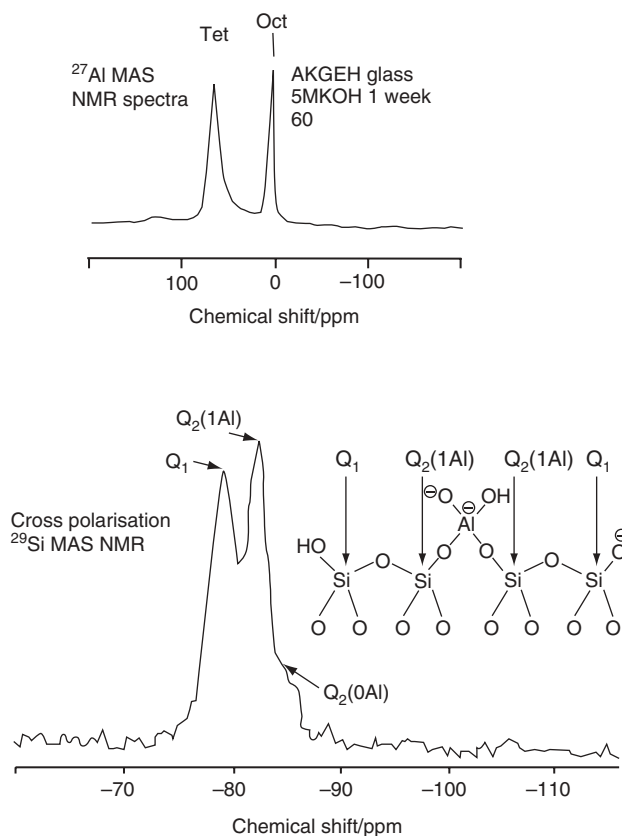 Tet
Oct
²⁷Al MAS
NMR spectra
AKGEH glass
5MKOH 1 week
60
100
0
−100
Chemical shift/ppm
Q₂(1Al)
Q₁
Q₁
Q₂(1Al)
Q₂(1Al)
Q₁
Cross polarisation
²⁹Si MAS NMR
⊖O
OH
⊖
Al
HO
O
O
O
O
O⊖
Si
Si
Si
Si
O
O
O
O
O
O
O
O
Q₂(0Al)
−70
−80
−90
−100
−110
Chemical shift/ppm